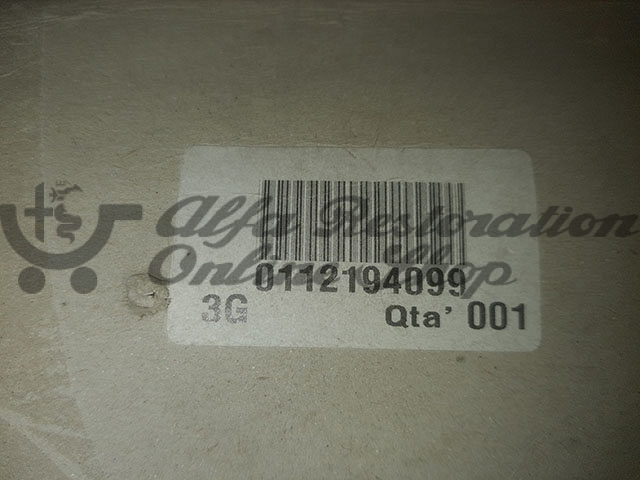 Alfa Restoration
Online Shop
0112194099
3G
Qta' 001